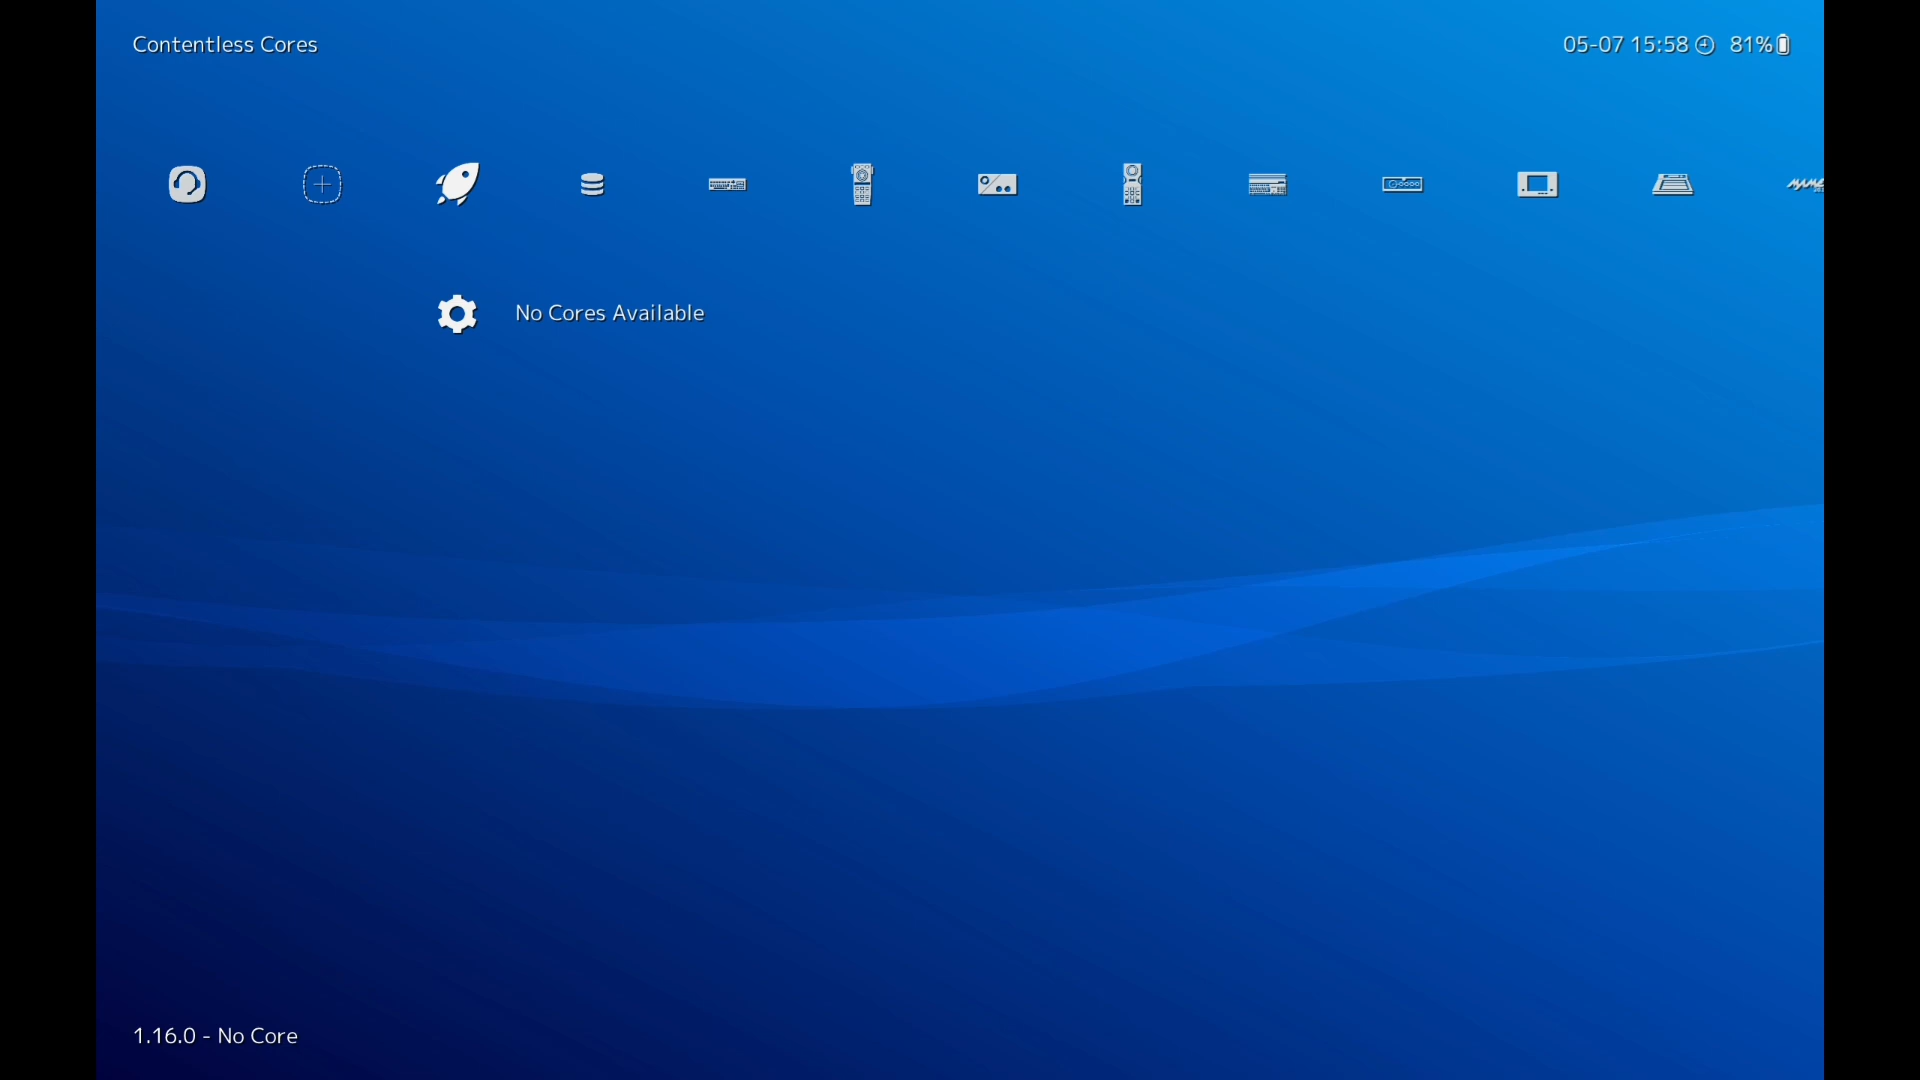 Contentless Cores
05-07 15:58 81%
No Cores Available
1.16.0 - No Core